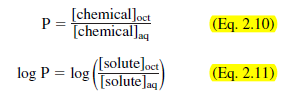 P = [chemical]oct / [chemical]aq (Eq. 2.10)
log P = log ([solute]oct / [solute]aq) (Eq. 2.11)